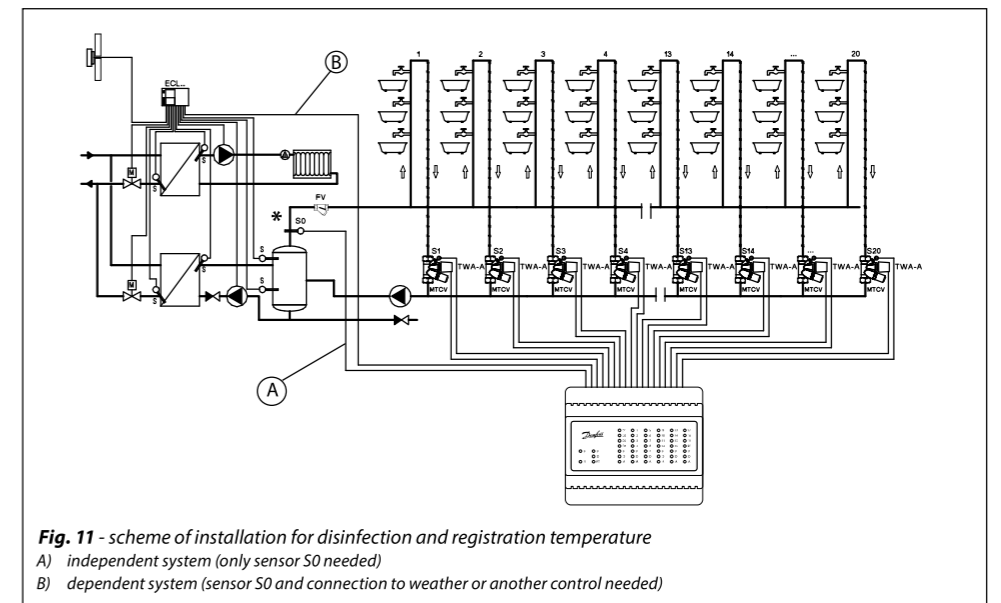 1 2 3 4 13 14 ... 20
B
ECL..
S
M
S
FV
*
S0
S
S
S
M
S
S1 S2 S3 S4 S13 S14 ... S20
TWA-A TWA-A TWA-A TWA-A TWA-A TWA-A TWA-A TWA-A
MTCV MTCV MTCV MTCV MTCV MTCV MTCV MTCV
A
Danfoss
Fig. 11 - scheme of installation for disinfection and registration temperature
A) independent system (only sensor S0 needed)
B) dependent system (sensor S0 and connection to weather or another control needed)